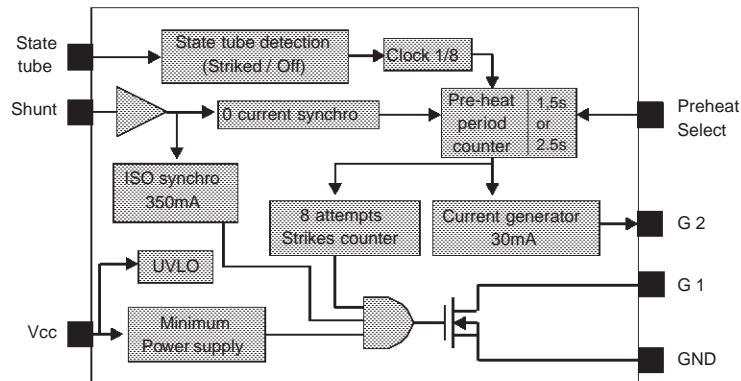 State
tube
State tube detection
(Striked / Off)
Clock 1/8
Shunt
0 current synchro
Pre-heat
period
counter
1,5s
or
2.5s
Preheat
Select
ISO synchro
350mA
8 attempts
Strikes counter
Current generator
30mA
G 2
UVLO
G 1
Vcc
Minimum
Power supply
GND